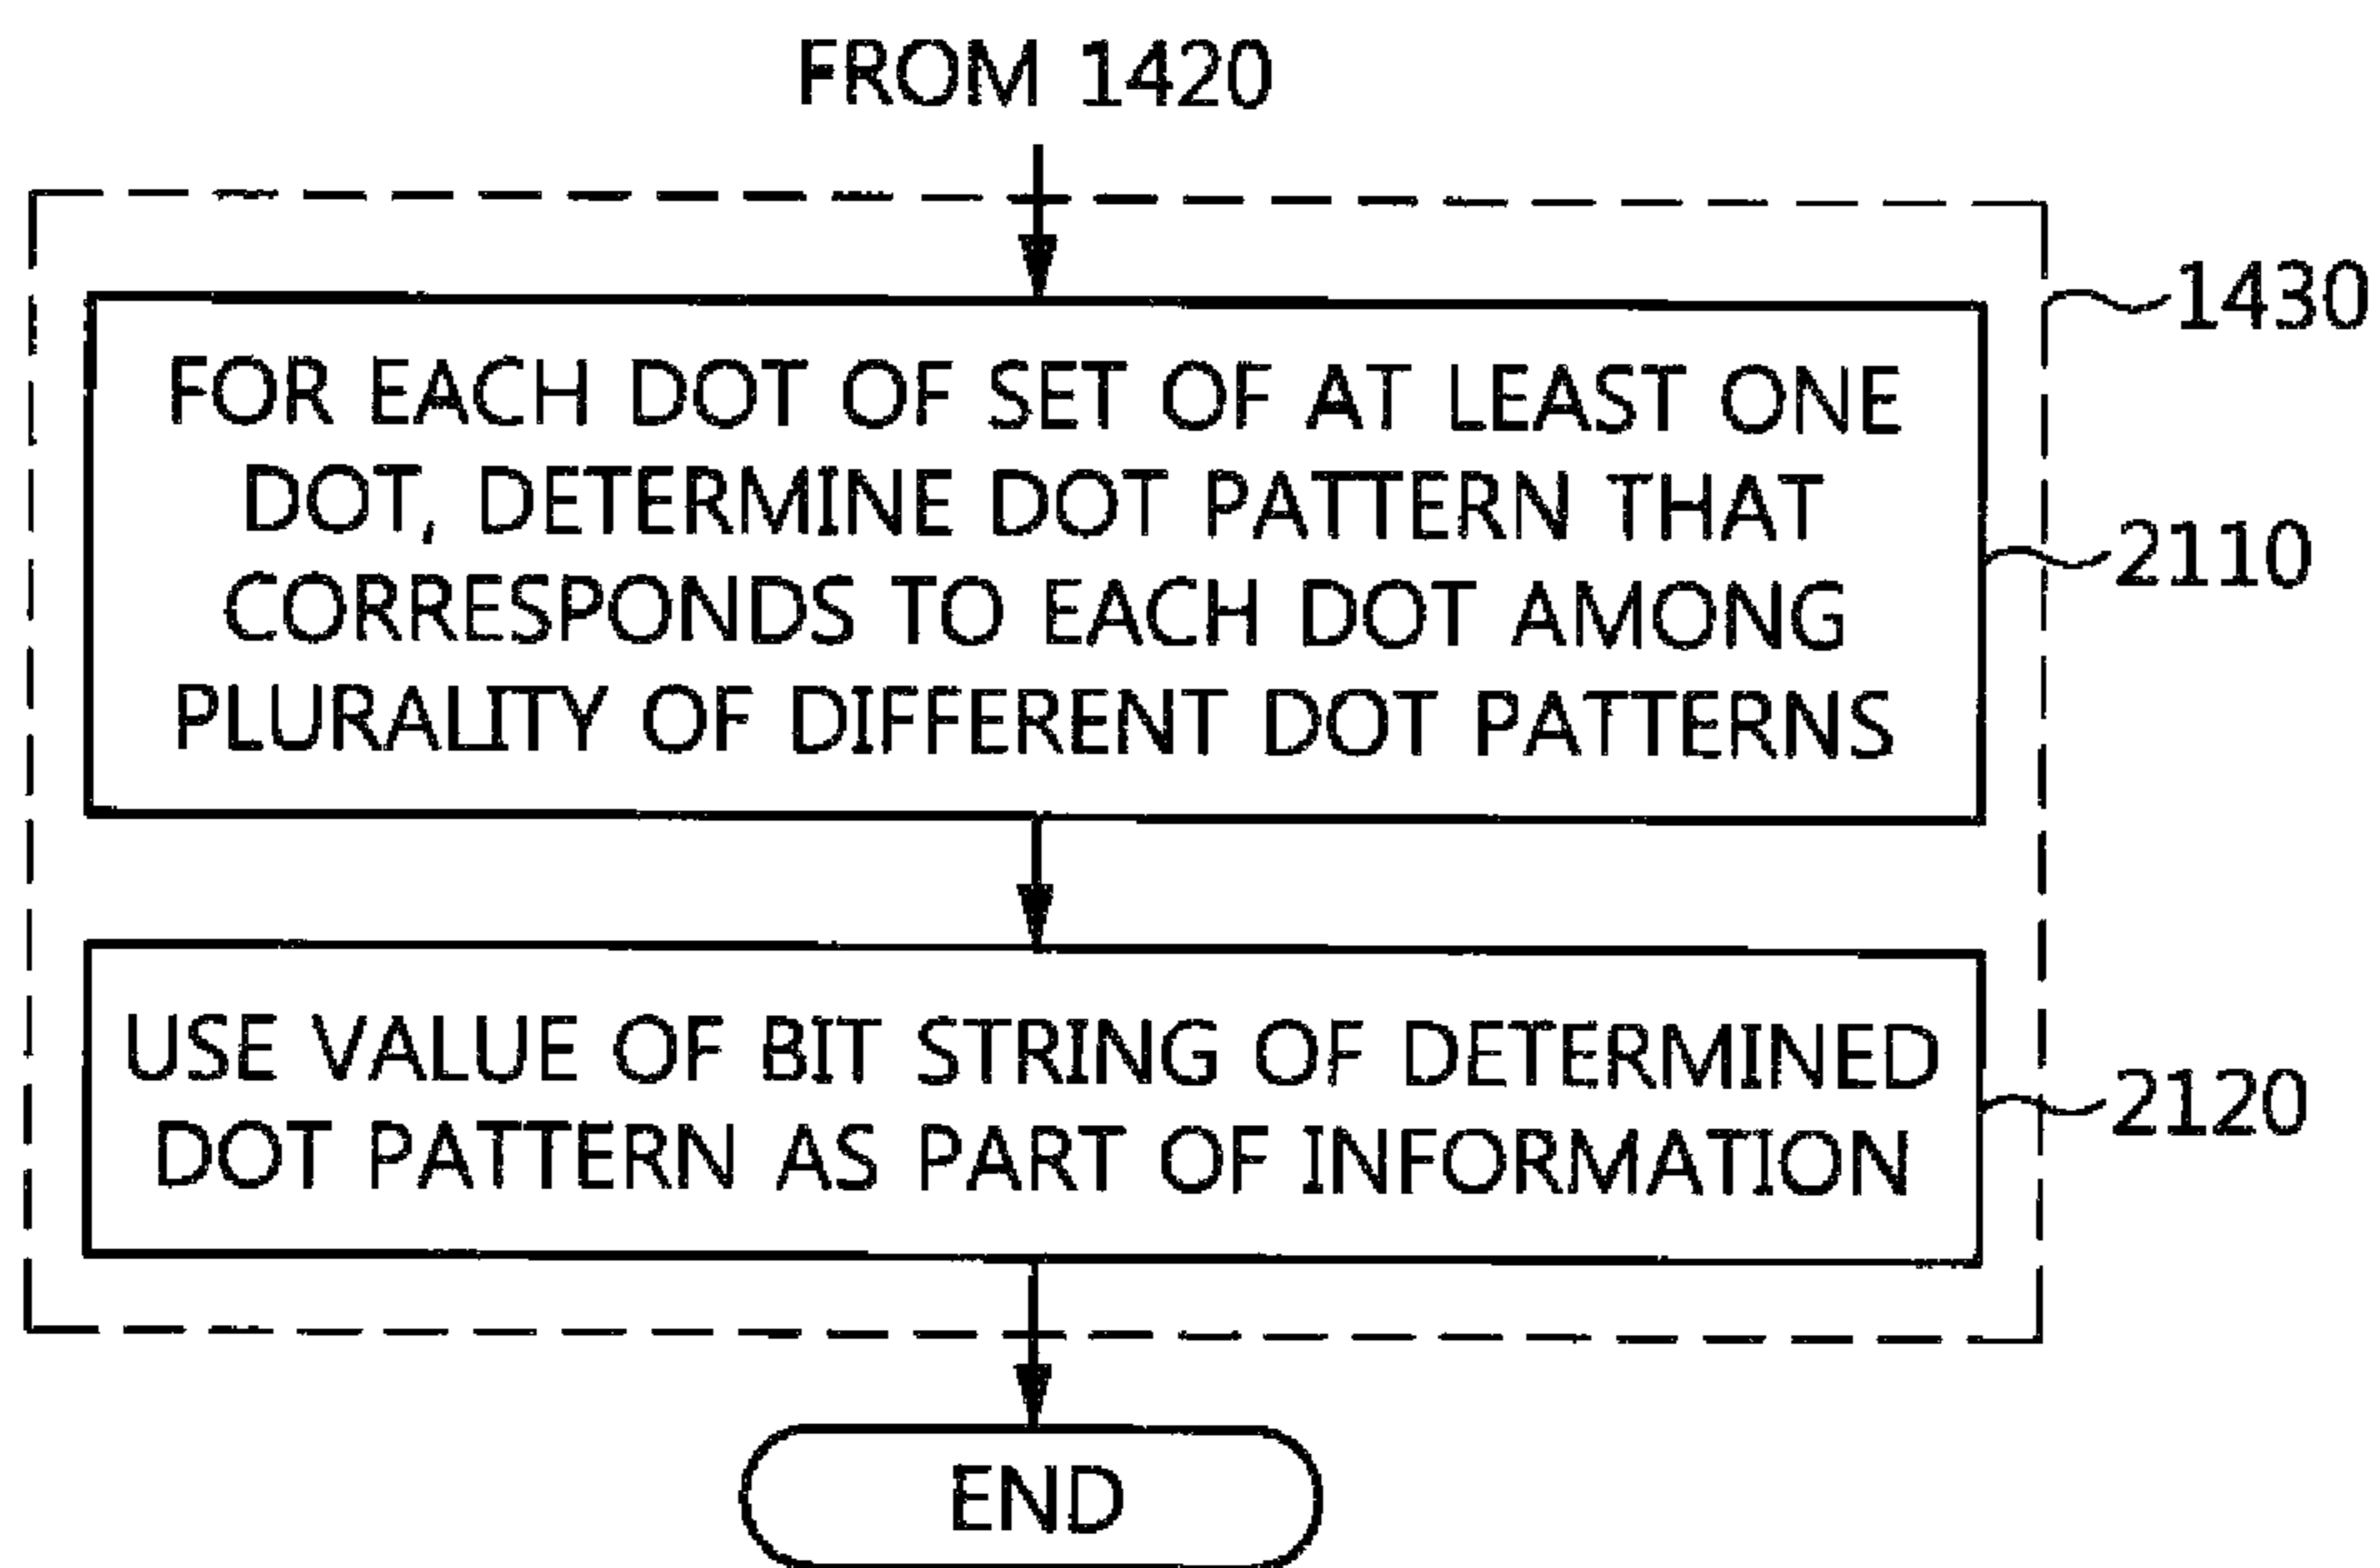 FROM 1420
1430
FOR EACH DOT OF SET OF AT LEAST ONE
DOT, DETERMINE DOT PATTERN THAT
CORRESPONDS TO EACH DOT AMONG
PLURALITY OF DIFFERENT DOT PATTERNS
2110
USE VALUE OF BIT STRING OF DETERMINED
DOT PATTERN AS PART OF INFORMATION
2120
END